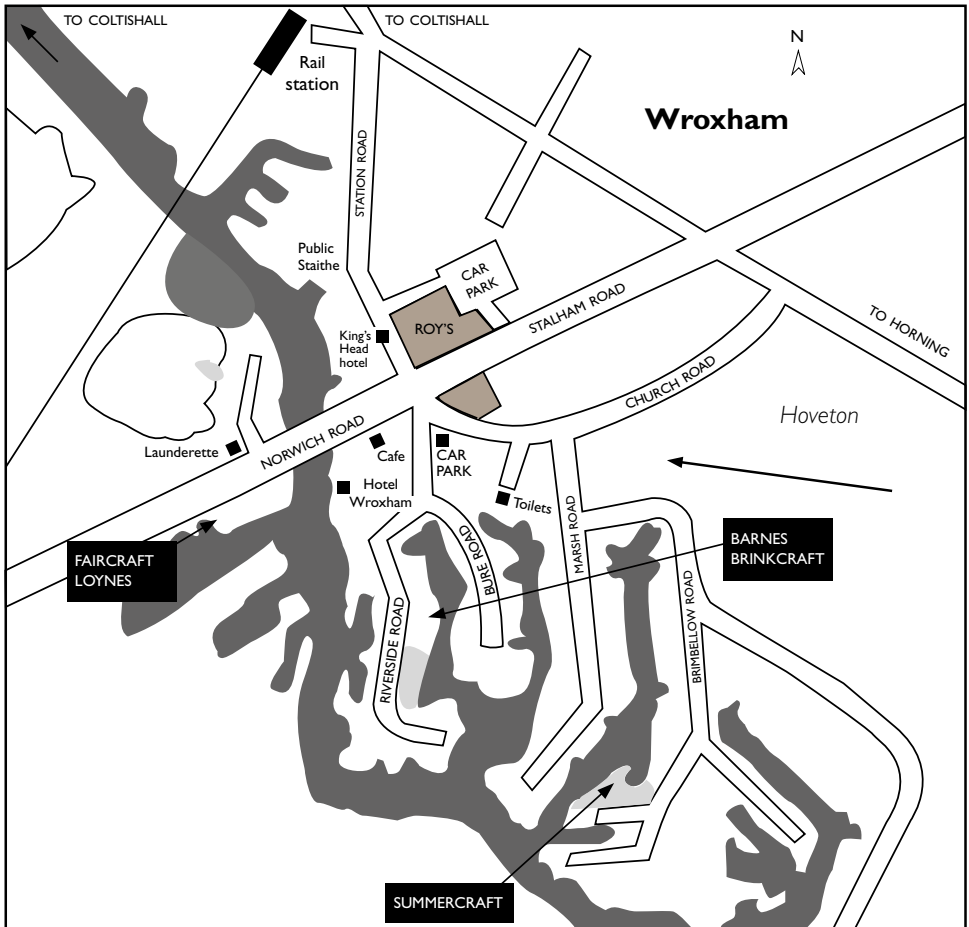 TO COLTISHALL
TO COLTISHALL
N
Rail
station
Wroxham
STATION ROAD
Public
Staithe
CAR
PARK
STALHAM ROAD
ROY'S
King's
Head
hotel
TO HORNING
CHURCH ROAD
Hoveton
NORWICH ROAD
Launderette
Cafe
CAR
PARK
Hotel
Wroxham
Toilets
MARSH ROAD
BURE ROAD
FAIRCRAFT
LOYNES
BARNES
BRINKCRAFT
RIVERSIDE ROAD
BRIMBELLOW ROAD
SUMMERCRAFT